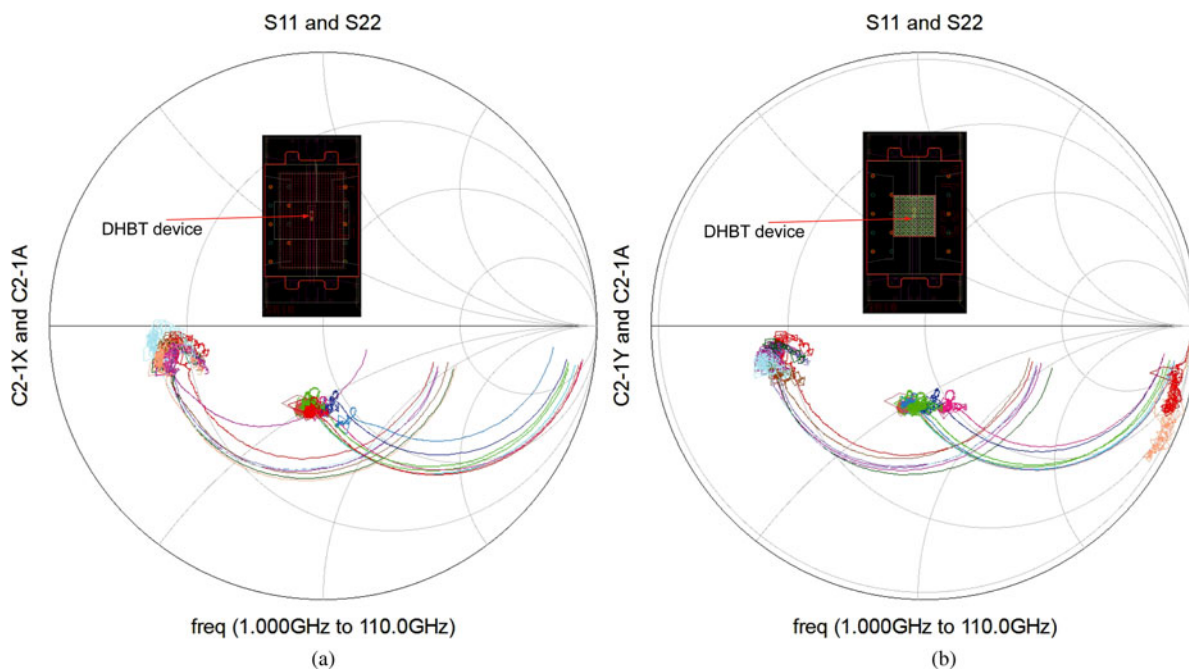 S11 and S22
C2-1X and C2-1A
DHBT device
freq (1.000GHz to 110.0GHz)
(a)
S11 and S22
C2-1Y and C2-1A
DHBT device
freq (1.000GHz to 110.0GHz)
(b)